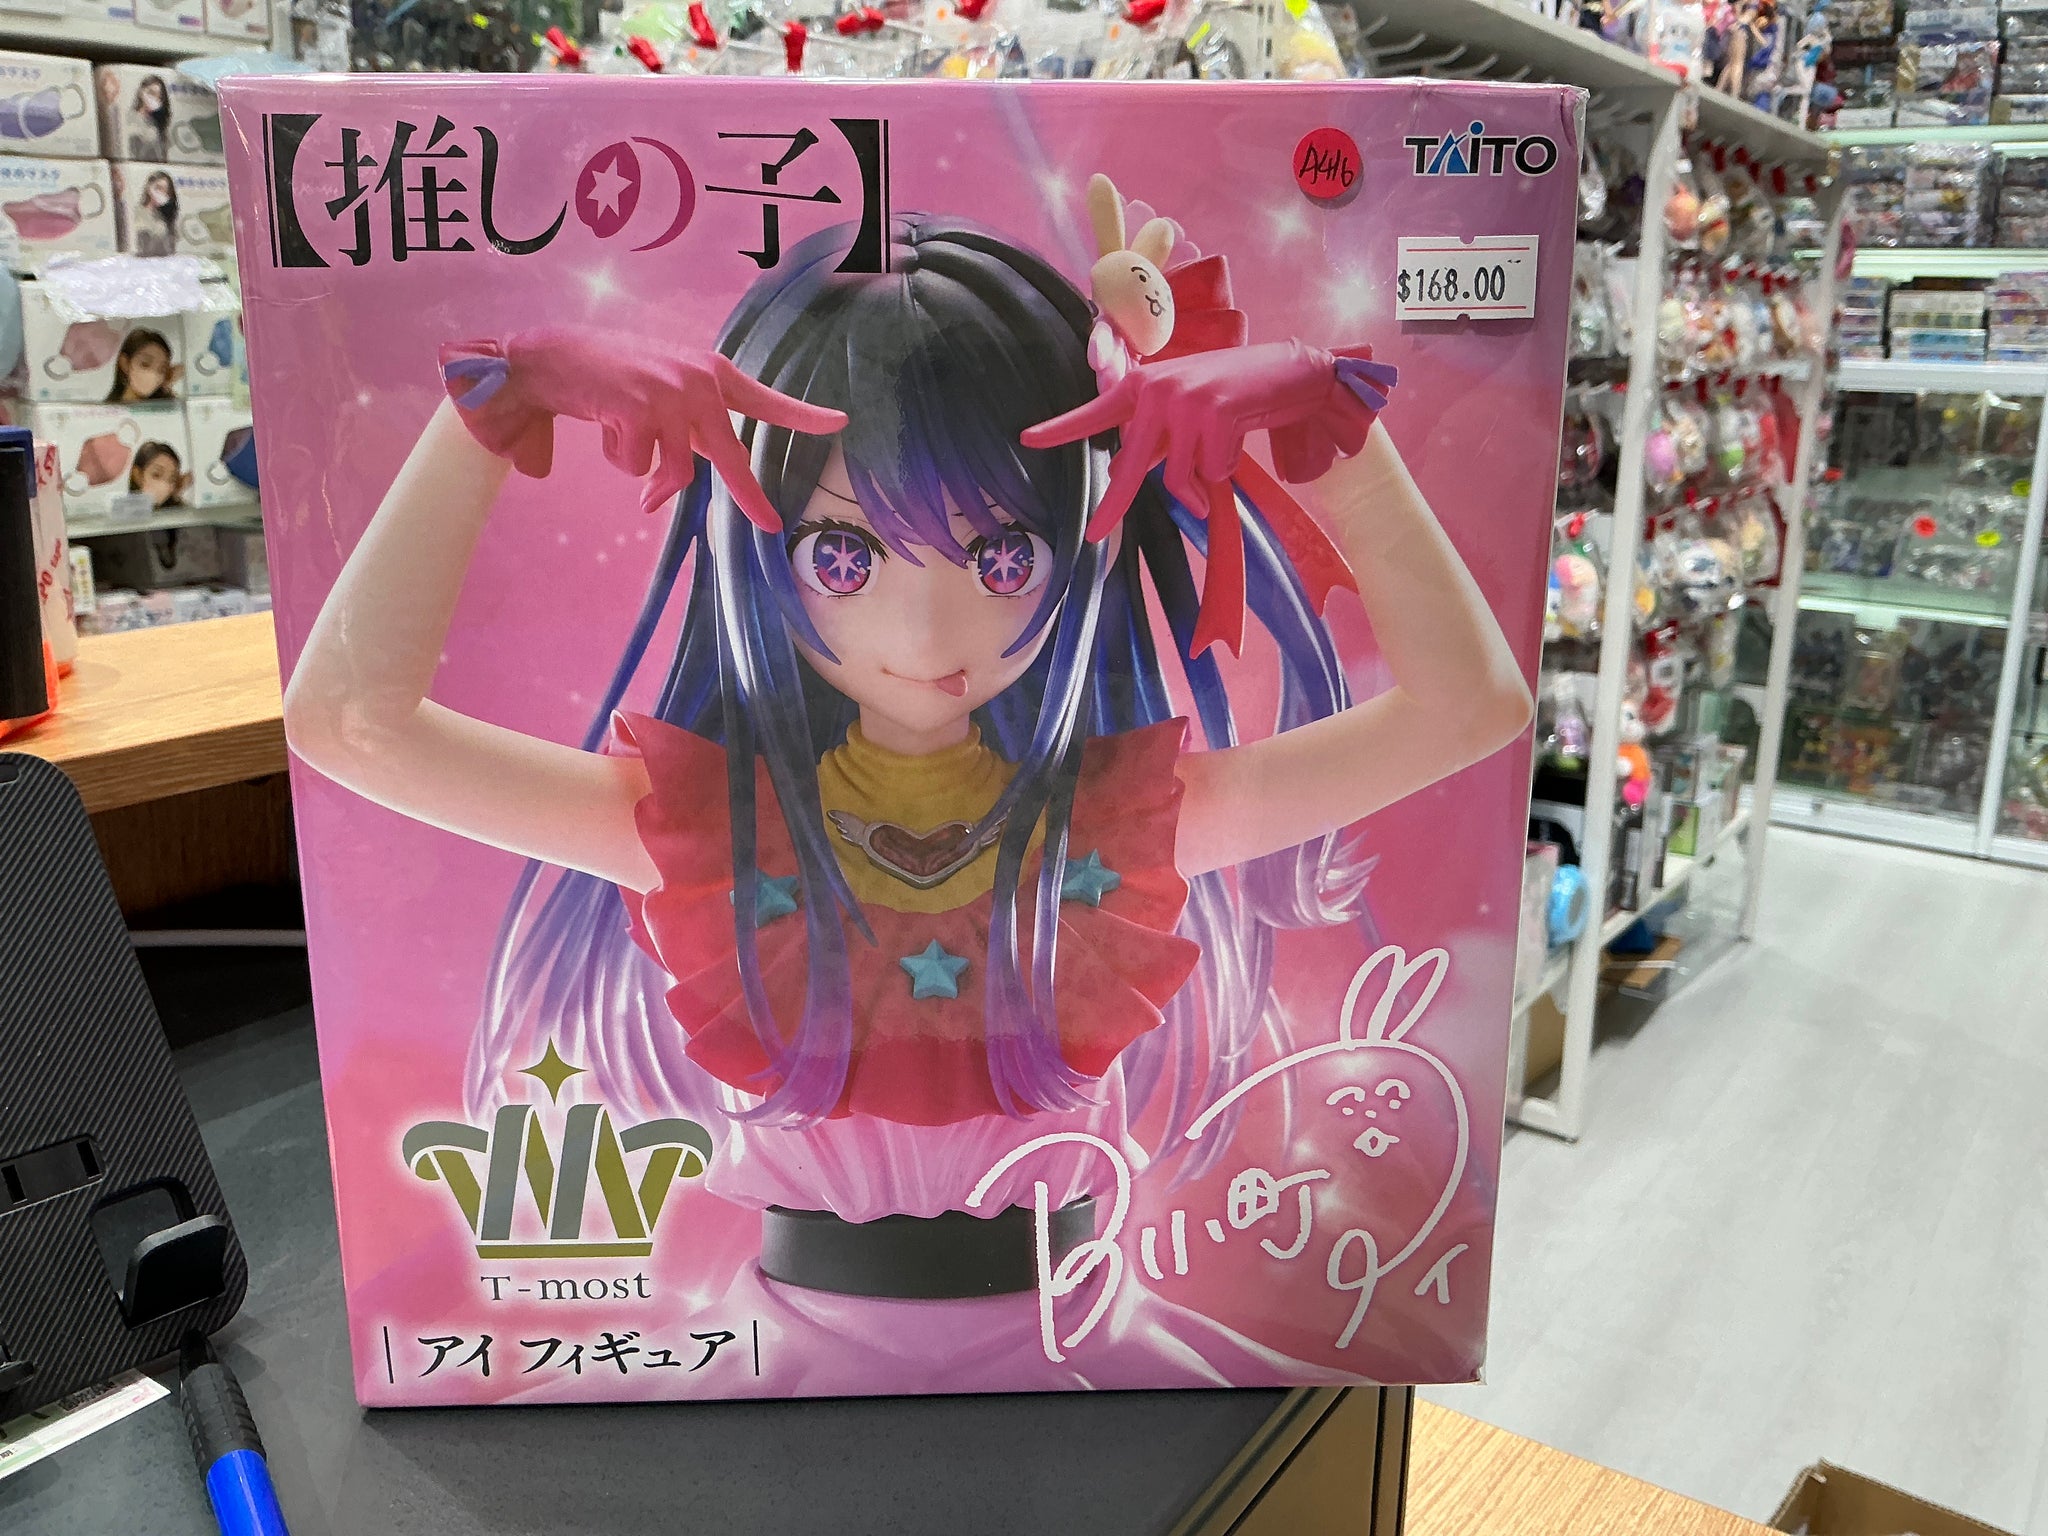 【推しの子】
A416
TAITO
$168.00
T-most
アイ フィギュア
B小町
アイ